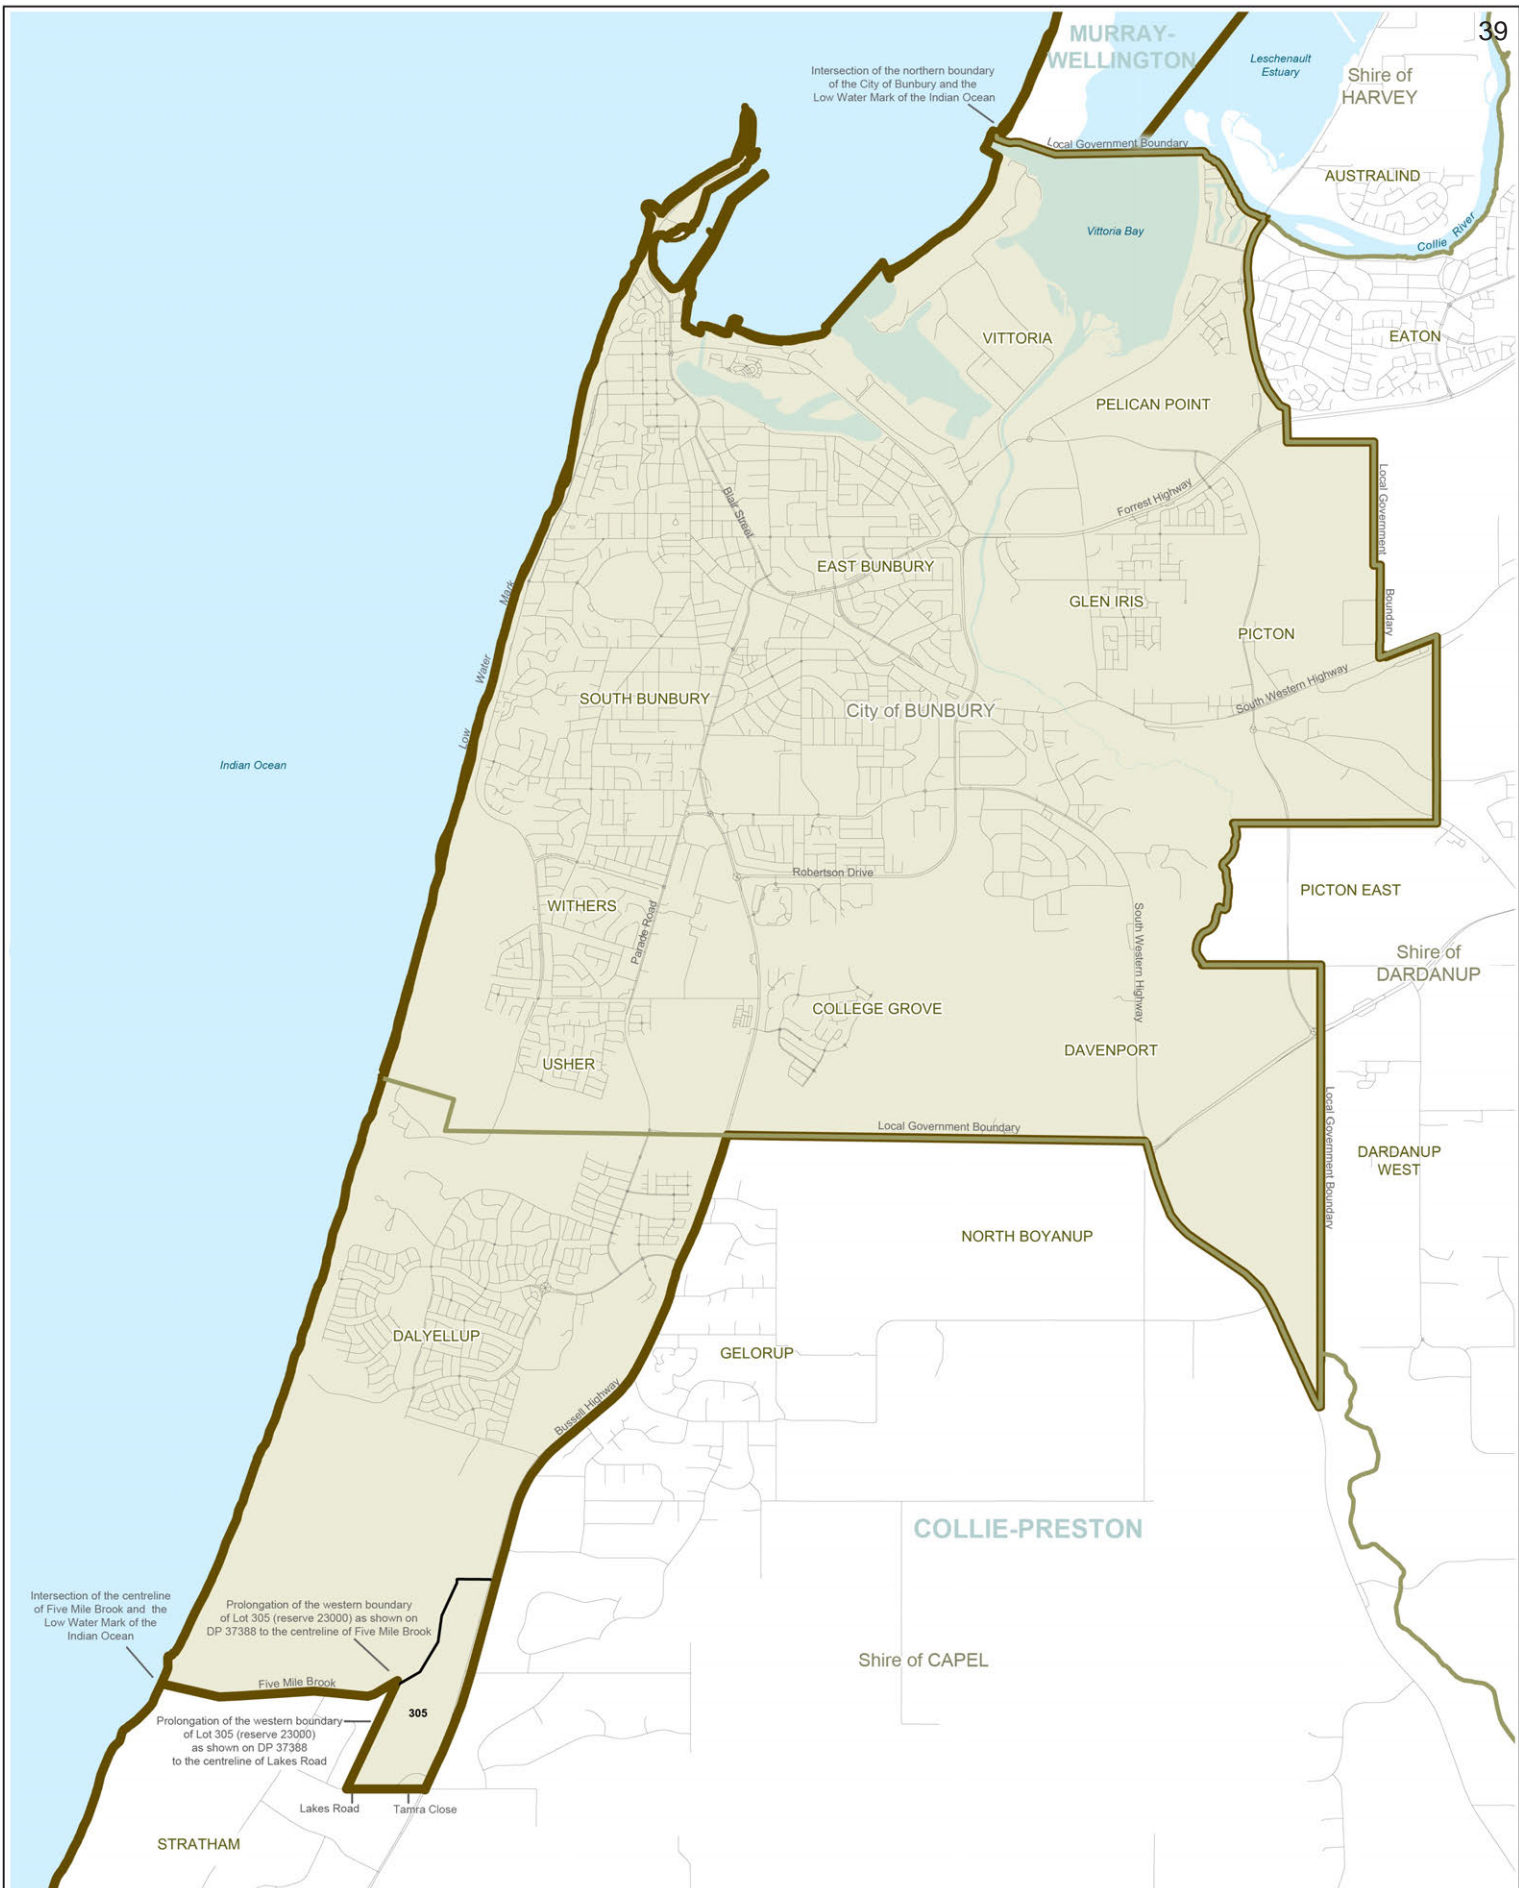 39
MURRAY-
WELLINGTON
Leschenault
Estuary
Shire of
HARVEY
Intersection of the northern boundary
of the City of Bunbury and the
Low Water Mark of the Indian Ocean
Local Government Boundary
AUSTRALIND
Collie River
Vittoria Bay
VITTORIA
EATON
PELICAN POINT
Local Government
Boundary
Forrest Highway
Blair Street
EAST BUNBURY
GLEN IRIS
PICTON
Low Water Mark
SOUTH BUNBURY
City of BUNBURY
South Western Highway
Indian Ocean
Robertson Drive
PICTON EAST
WITHERS
Parade Road
South Western Highway
Shire of
DARDANUP
COLLEGE GROVE
DAVENPORT
USHER
Local Government Boundary
Local Government Boundary
DARDANUP
WEST
NORTH BOYANUP
DALYELLUP
GELORUP
Bussell Highway
COLLIE-PRESTON
Intersection of the centreline
of Five Mile Brook and the
Low Water Mark of the
Indian Ocean
Prolongation of the western boundary
of Lot 305 (reserve 23000) as shown on
DP 37388 to the centreline of Five Mile Brook
Shire of CAPEL
Five Mile Brook
305
Prolongation of the western boundary
of Lot 305 (reserve 23000)
as shown on DP 37388
to the centreline of Lakes Road
Lakes Road
Tamra Close
STRATHAM